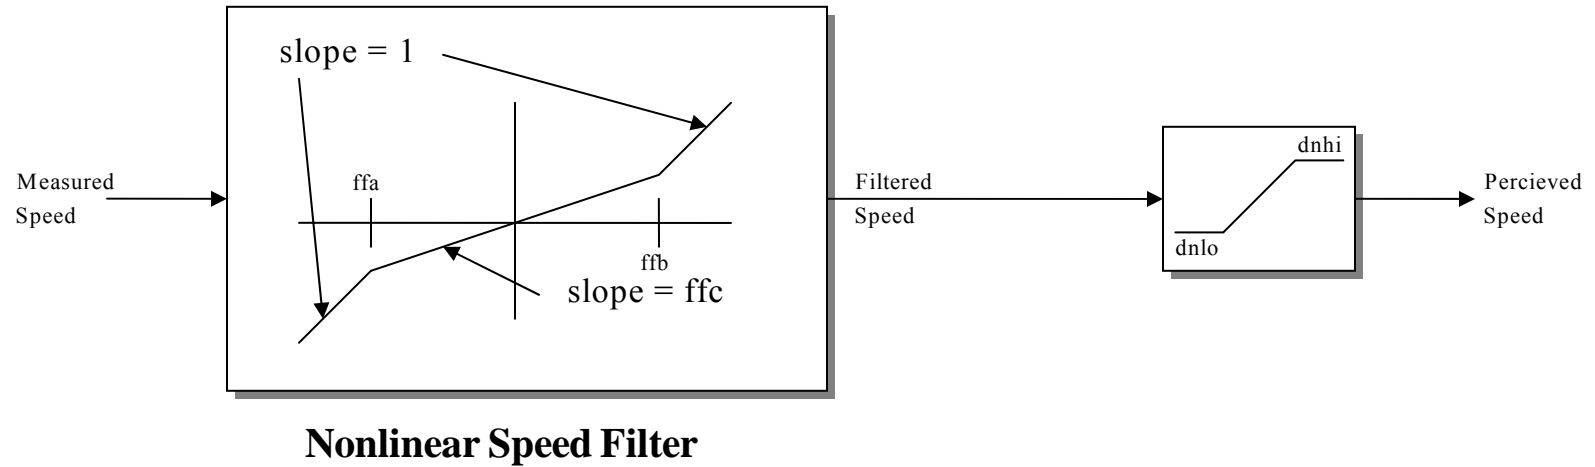 slope = 1
Measured
Speed
ffa
ffb
slope = ffc
Filtered
Speed
dnhi
dnlo
Percieved
Speed
Nonlinear Speed Filter